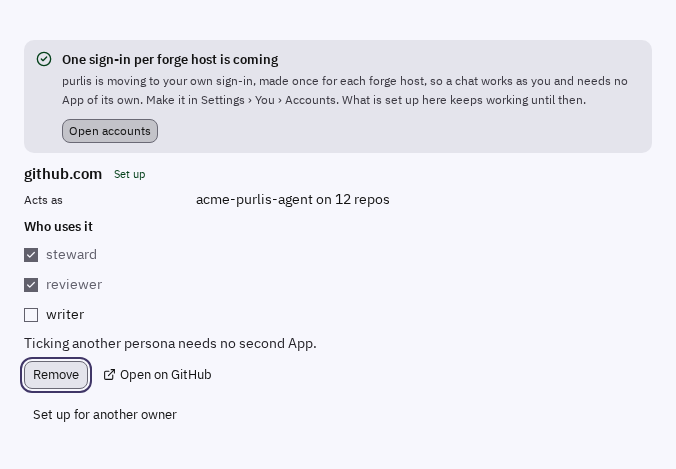 One sign-in per forge host is coming
purlis is moving to your own sign-in, made once for each forge host, so a chat works as you and needs no
App of its own. Make it in Settings › You › Accounts. What is set up here keeps working until then.
Open accounts
github.com Set up
Acts as acme-purlis-agent on 12 repos
Who uses it
steward
reviewer
writer
Ticking another persona needs no second App.
Remove Open on GitHub
Set up for another owner